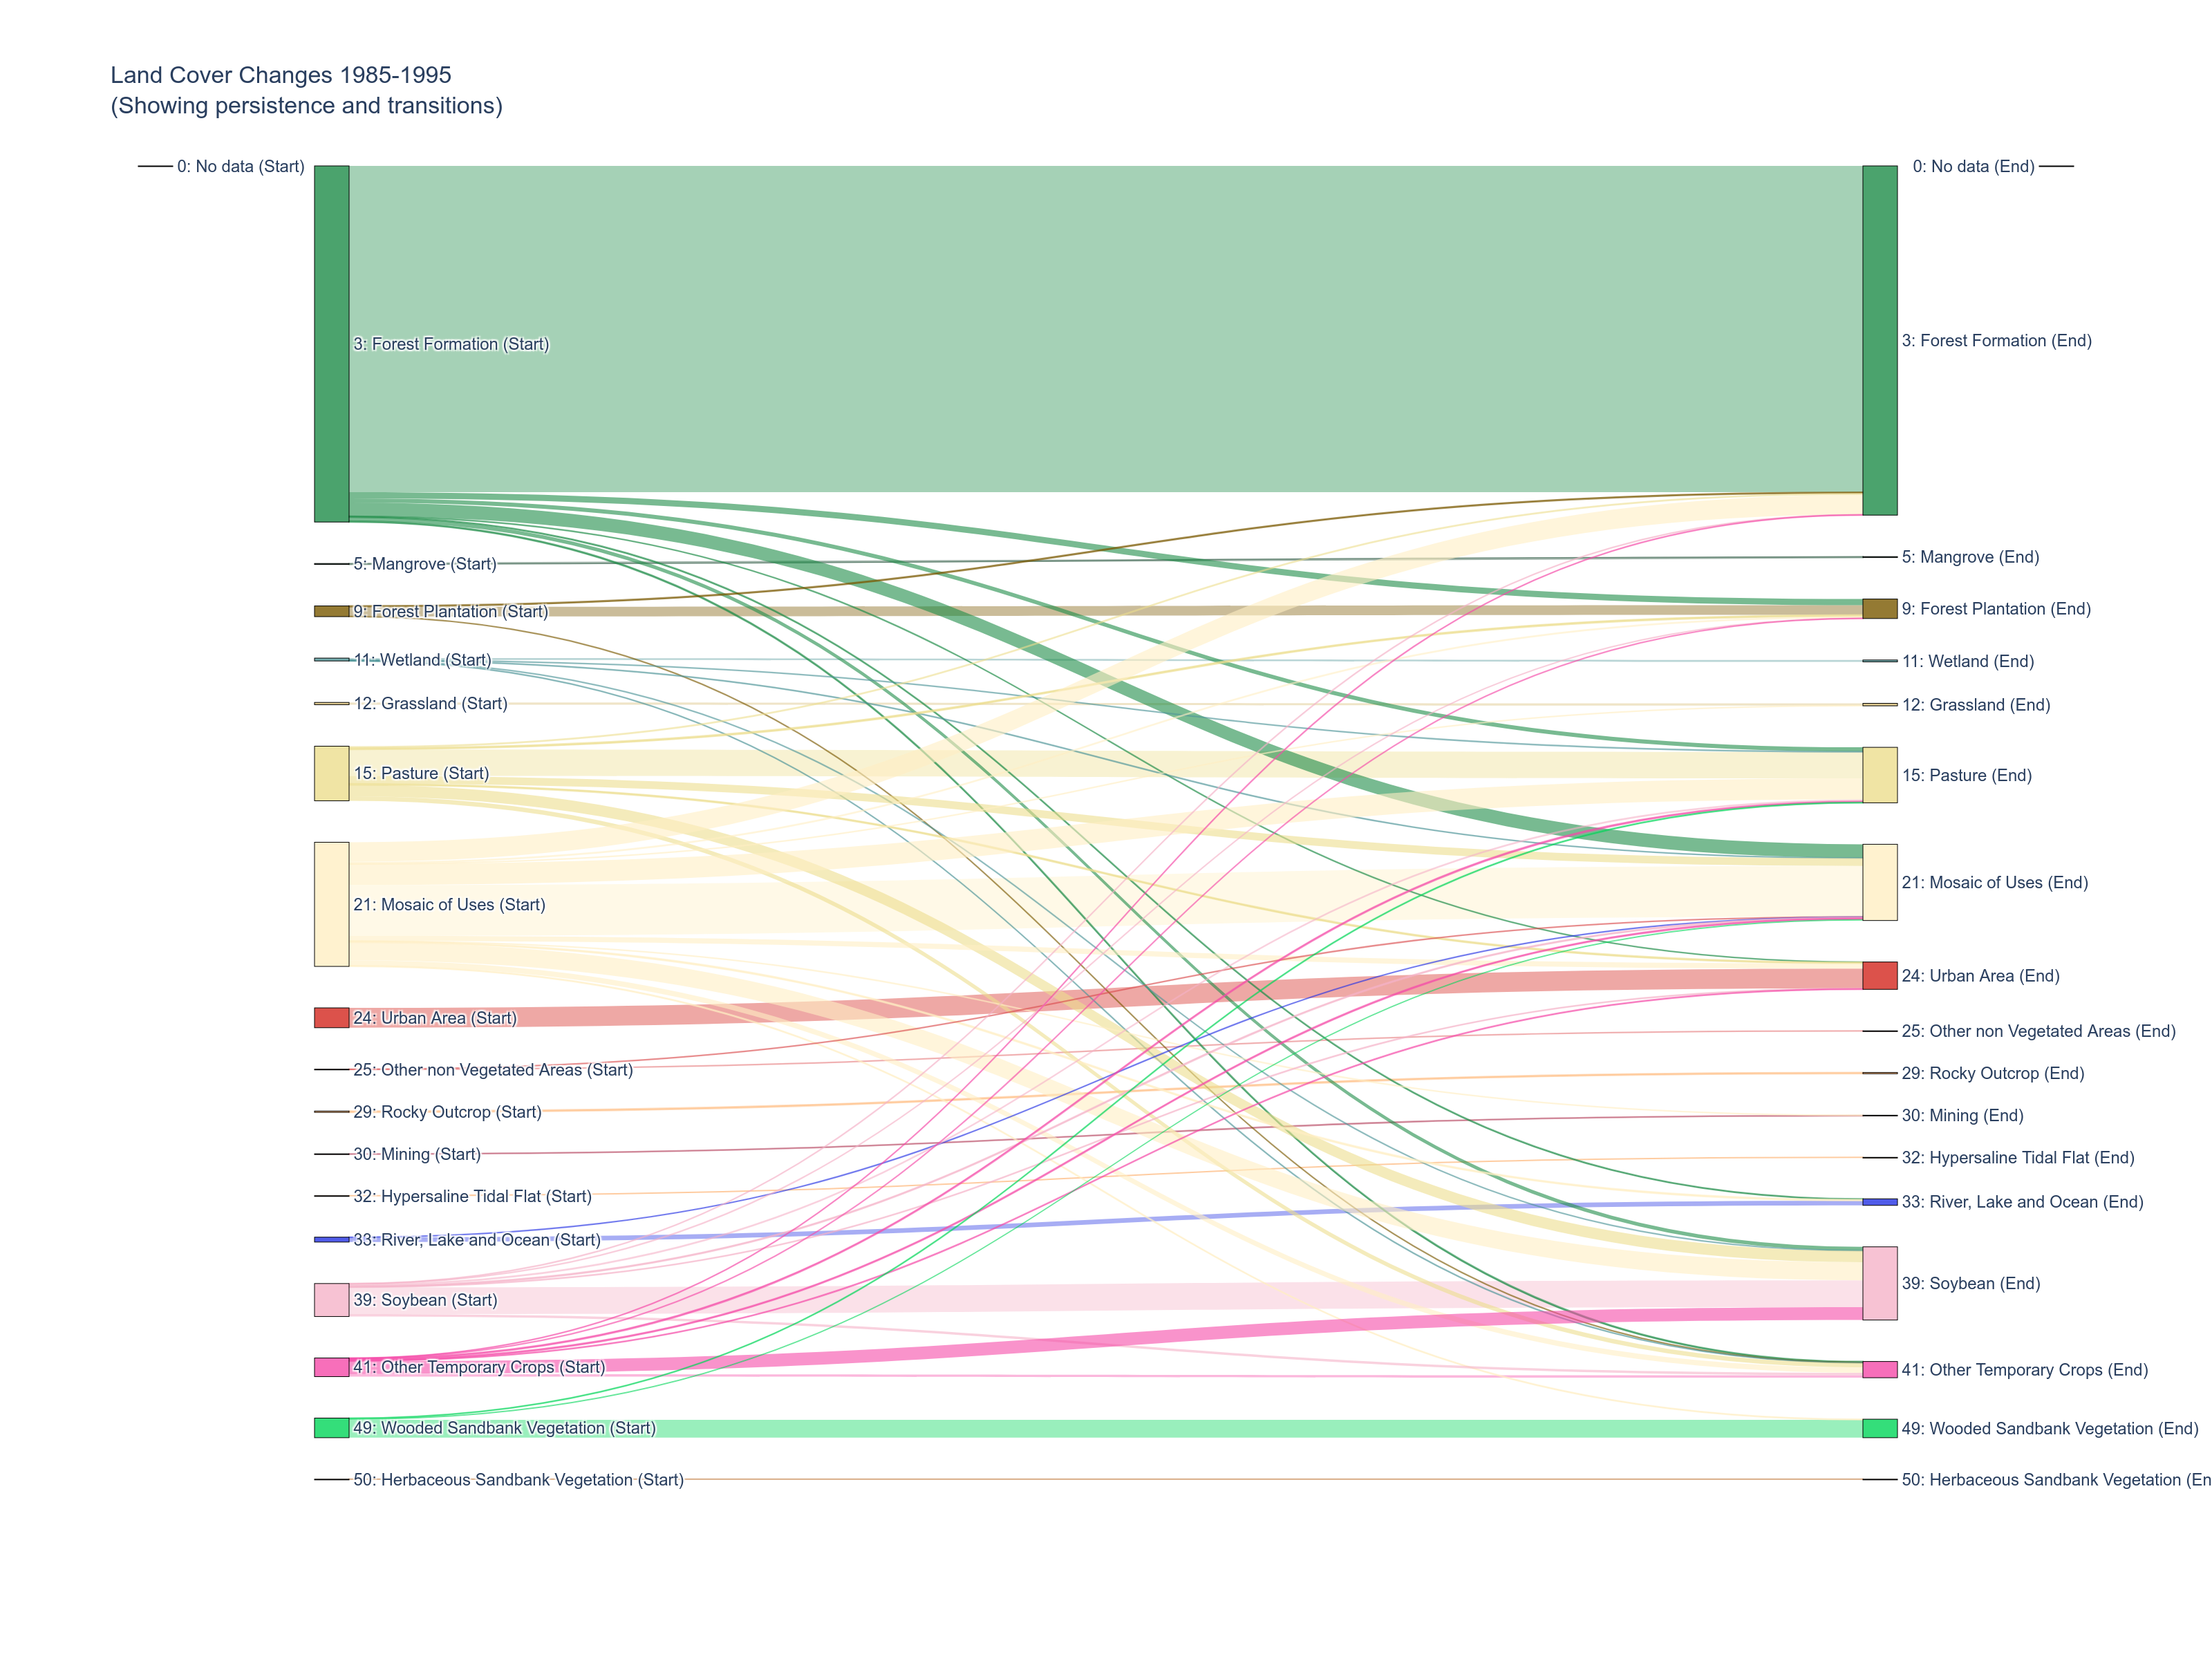 Land Cover Changes 1985-1995
(Showing persistence and transitions)
0: No data (Start)
3: Forest Formation (Start)
5: Mangrove (Start)
9: Forest Plantation (Start)
11: Wetland (Start)
12: Grassland (Start)
15: Pasture (Start)
21: Mosaic of Uses (Start)
24: Urban Area (Start)
25: Other non Vegetated Areas (Start)
29: Rocky Outcrop (Start)
30: Mining (Start)
32: Hypersaline Tidal Flat (Start)
33: River, Lake and Ocean (Start)
39: Soybean (Start)
41: Other Temporary Crops (Start)
49: Wooded Sandbank Vegetation (Start)
50: Herbaceous Sandbank Vegetation (Start)
0: No data (End)
3: Forest Formation (End)
5: Mangrove (End)
9: Forest Plantation (End)
11: Wetland (End)
12: Grassland (End)
15: Pasture (End)
21: Mosaic of Uses (End)
24: Urban Area (End)
25: Other non Vegetated Areas (End)
29: Rocky Outcrop (End)
30: Mining (End)
32: Hypersaline Tidal Flat (End)
33: River, Lake and Ocean (End)
39: Soybean (End)
41: Other Temporary Crops (End)
49: Wooded Sandbank Vegetation (End)
50: Herbaceous Sandbank Vegetation (En